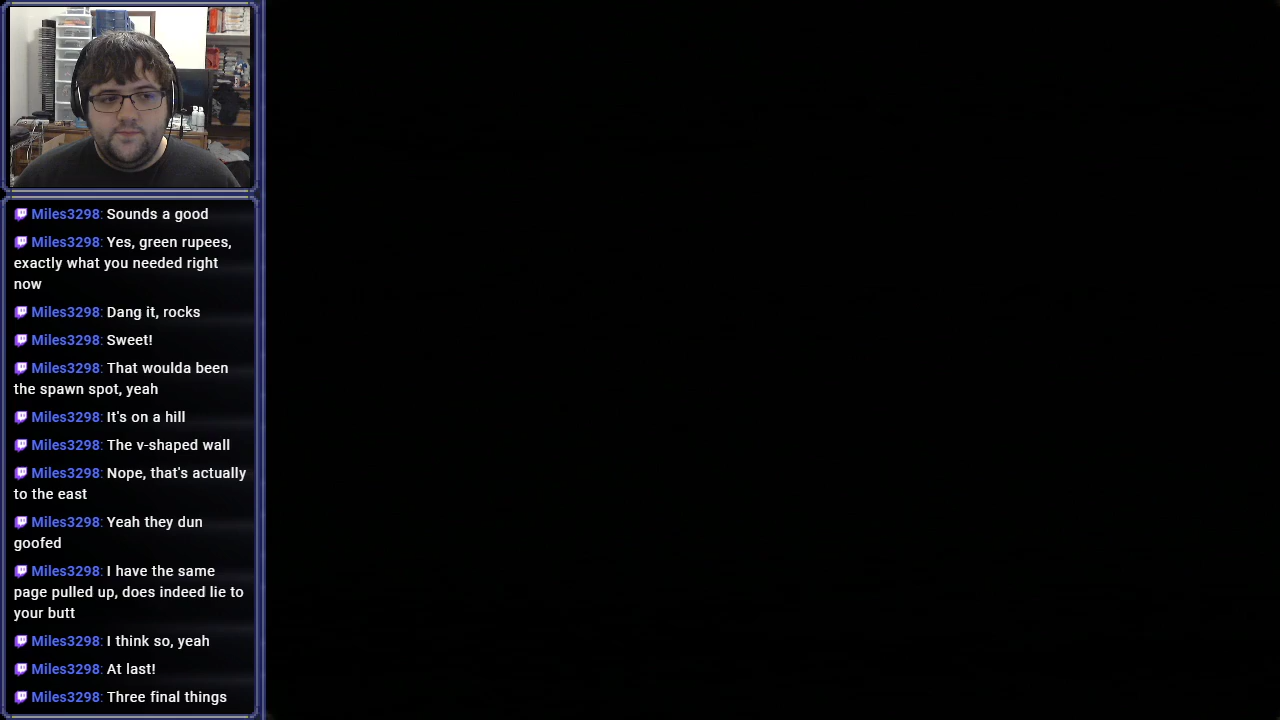 Miles3298: Sounds a good
Miles3298: Yes, green rupees,
exactly what you needed right
now
Miles3298: Dang it, rocks
Miles3298: Sweet!
Miles3298: That woulda been
the spawn spot, yeah
Miles3298: It's on a hill
Miles3298: The v-shaped wall
Miles3298: Nope, that's actually
to the east
Miles3298: Yeah they dun
goofed
Miles3298: I have the same
page pulled up, does indeed lie to
your butt
Miles3298: I think so, yeah
Miles3298: At last!
Miles3298: Three final things